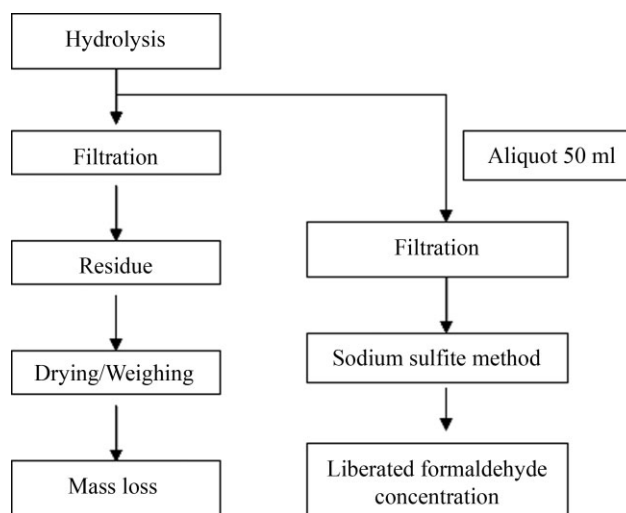 Hydrolysis
Filtration
Aliquot 50 ml
Residue
Filtration
Drying/Weighing
Sodium sulfite method
Mass loss
Liberated formaldehyde
concentration